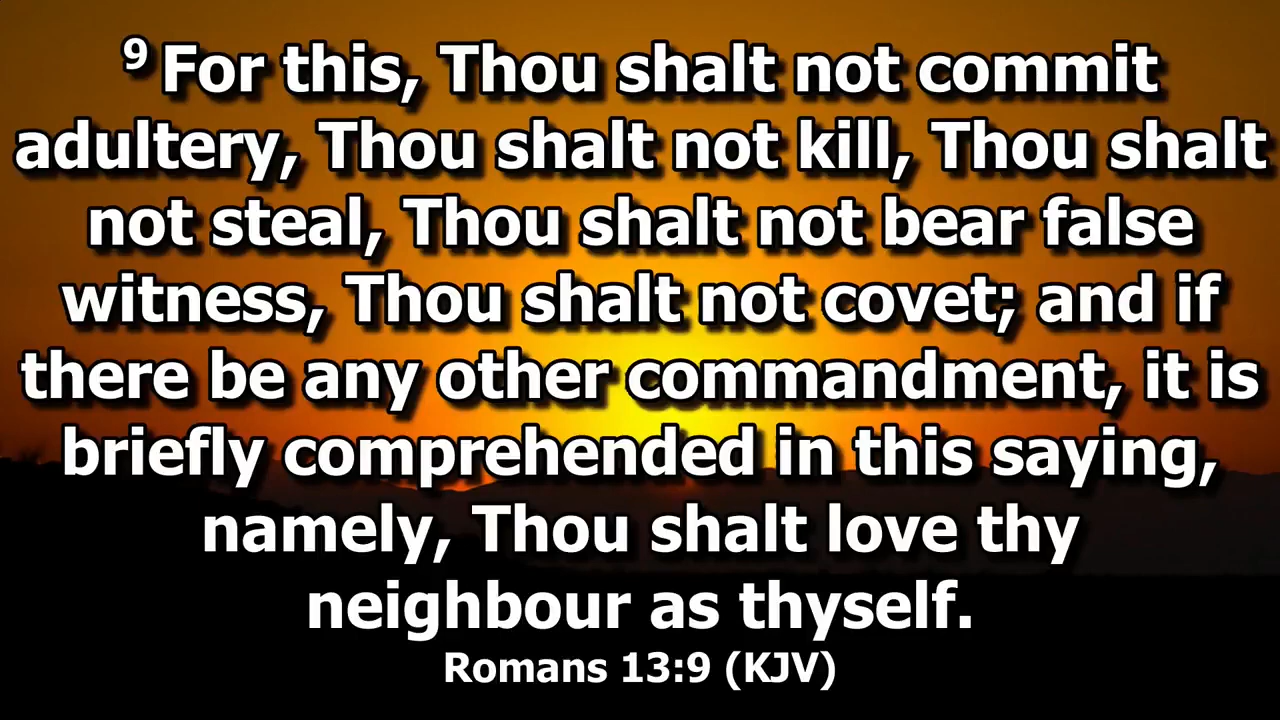 9 For this, Thou shalt not commit
adultery, Thou shalt not kill, Thou shalt
not steal, Thou shalt not bear false
witness, Thou shalt not covet; and if
there be any other commandment, it is
briefly comprehended in this saying,
namely, Thou shalt love thy
neighbour as thyself.
Romans 13:9 (KJV)